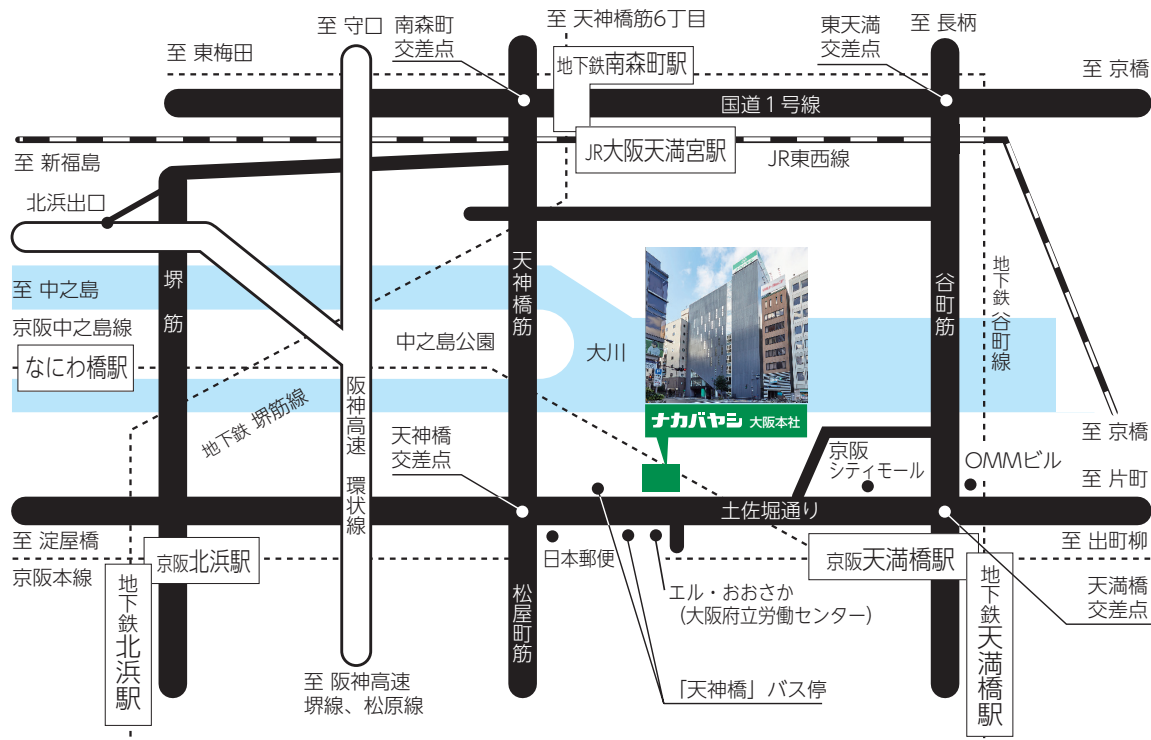 至 守口
南森町
交差点
至 天神橋筋6丁目
東天満
交差点
至 長柄
至 東梅田
地下鉄南森町駅
至 京橋
国道1号線
JR大阪天満宮駅
JR東西線
至 新福島
北浜出口
堺筋
天神橋筋
谷町筋
地下鉄 谷町線
至 中之島
京阪中之島線
なにわ橋駅
中之島公園
大川
地下鉄 堺筋線
阪神高速 環状線
ナカバヤシ 大阪本社
天神橋
交差点
京阪
シティモール
OMMビル
至 京橋
至 片町
土佐堀通り
至 淀屋橋
京阪本線
京阪北浜駅
地下鉄北浜駅
日本郵便
エル・おおさか
(大阪府立労働センター)
京阪天満橋駅
至 出町柳
地下鉄天満橋駅
天満橋
交差点
松屋町筋
「天神橋」バス停
至 阪神高速
堺線、松原線